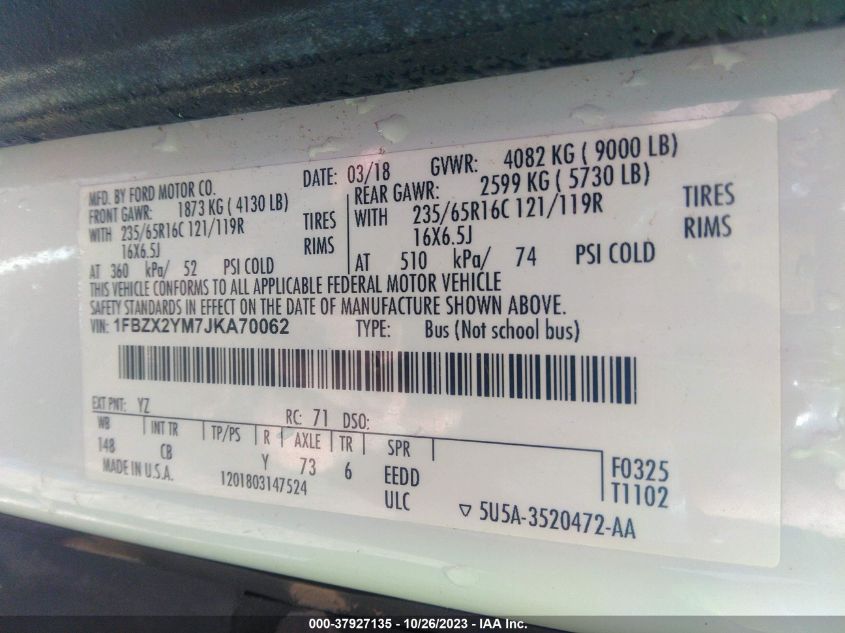 MFD. BY FORD MOTOR CO.
DATE: 03/18 GVWR: 4082 KG ( 9000 LB)
FRONT GAWR: 1873 KG ( 4130 LB)
REAR GAWR: 2599 KG ( 5730 LB)
WITH 235/65R16C 121/119R TIRES
WITH 235/65R16C 121/119R TIRES
16X6.5J RIMS
16X6.5J RIMS
AT 360 kPa/ 52 PSI COLD
AT 510 kPa/ 74 PSI COLD
THIS VEHICLE CONFORMS TO ALL APPLICABLE FEDERAL MOTOR VEHICLE
SAFETY STANDARDS IN EFFECT ON THE DATE OF MANUFACTURE SHOWN ABOVE.
VIN: 1FBZX2YM7JKA70062 TYPE: Bus (Not school bus)
EXT PNT: YZ RC: 71 DSO:
WB INT TR TP/PS R AXLE TR SPR
148 CB Y 73 6 EEDD
F0325
MADE IN U.S.A. 1201803147524 ULC
T1102
▽ 5U5A-3520472-AA
000-37927135 - 10/26/2023 - IAA Inc.